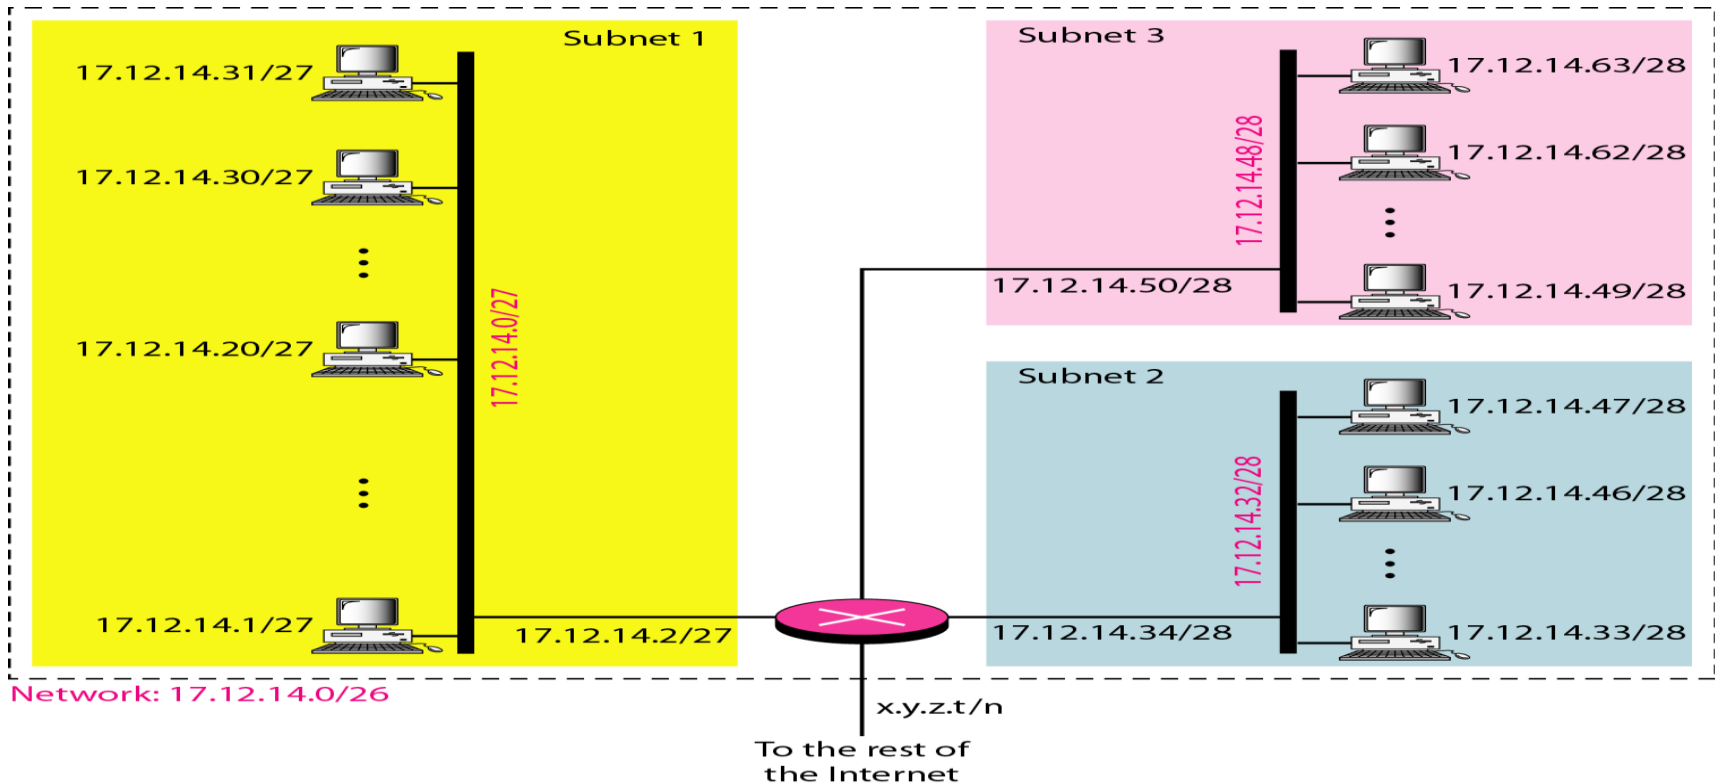 Subnet 1
17.12.14.31/27
17.12.14.30/27
17.12.14.20/27
17.12.14.1/27
17.12.14.0/27
17.12.14.2/27
Subnet 3
17.12.14.63/28
17.12.14.62/28
17.12.14.49/28
17.12.14.48/28
17.12.14.50/28
Subnet 2
17.12.14.47/28
17.12.14.46/28
17.12.14.33/28
17.12.14.32/28
17.12.14.34/28
Network: 17.12.14.0/26
x.y.z.t/n
To the rest of
the Internet